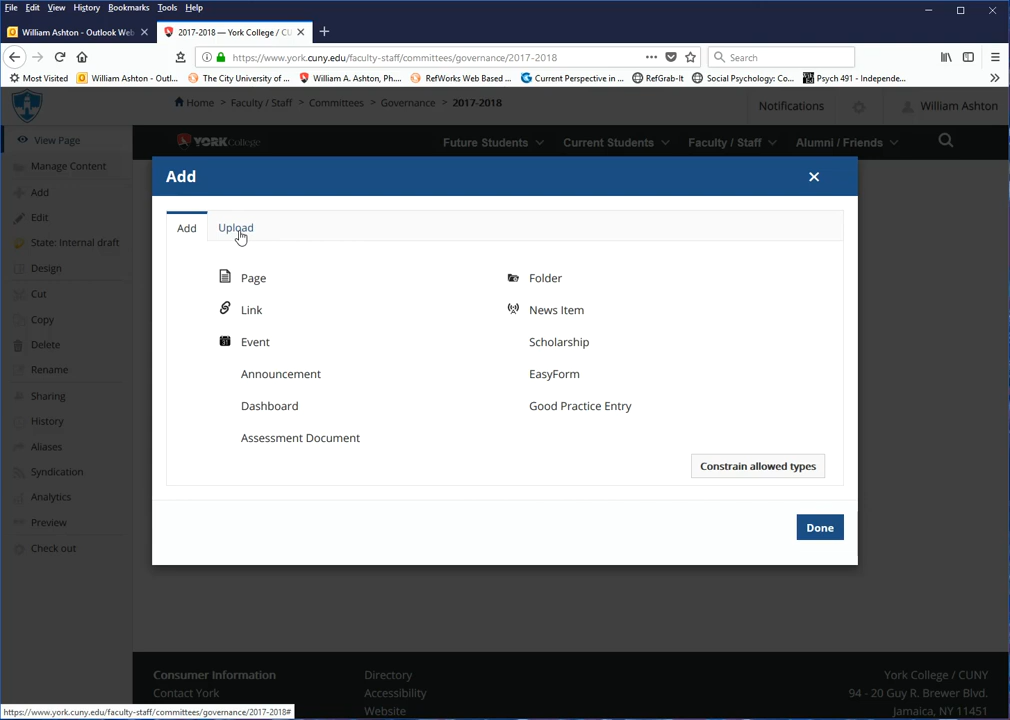 File Edit View History Bookmarks Tools Help
William Ashton - Outlook Web
2017-2018 — York College / CU
https://www.york.cuny.edu/faculty-staff/committees/governance/2017-2018
Search
Most Visited
William Ashton - Outl...
The City University of ...
William A. Ashton, Ph....
RefWorks Web Based ...
Current Perspective in ...
RefGrab-It
Social Psychology: Co...
Psych 491 - Independe...
Home > Faculty / Staff > Committees > Governance > 2017-2018
Notifications
William Ashton
View Page
Manage Content
Add
Edit
State: Internal draft
Design
Cut
Copy
Delete
Rename
Sharing
History
Aliases
Syndication
Analytics
Preview
Check out
YORK College
Future Students
Current Students
Faculty / Staff
Alumni / Friends
Add
Add
Upload
Page
Folder
Link
News Item
Event
Scholarship
Announcement
EasyForm
Dashboard
Good Practice Entry
Assessment Document
Constrain allowed types
Done
Consumer Information
Directory
York College / CUNY
Contact York
Accessibility
94 - 20 Guy R. Brewer Blvd.
Website
Jamaica, NY 11451
https://www.york.cuny.edu/faculty-staff/committees/governance/2017-2018#